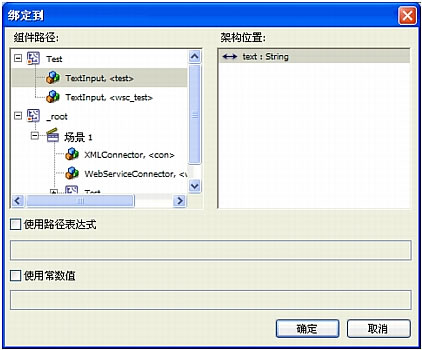 绑定到
组件路径:
架构位置:
Test
text : String
TextInput, <test>
TextInput, <wsc_test>
_root
场景 1
XMLConnector, <con>
WebServiceConnector, <
Test
使用路径表达式
使用常数值
确定
取消